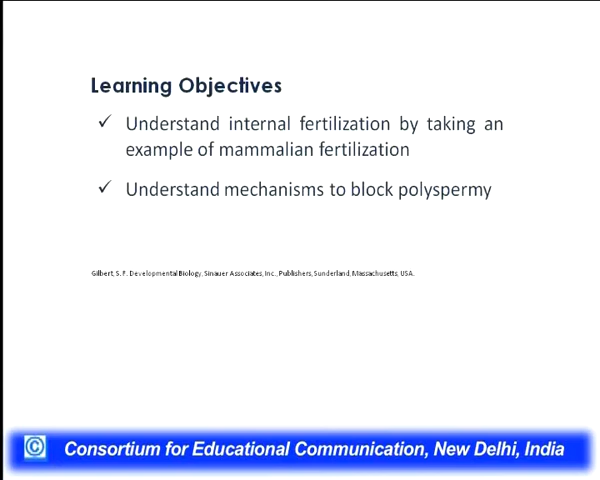 Learning Objectives
✓ Understand internal fertilization by taking an
example of mammalian fertilization
✓ Understand mechanisms to block polyspermy
Gilbert, S. F. Developmental Biology, Sinauer Associates, Inc., Publishers, Sunderland, Massachusetts, USA.
© Consortium for Educational Communication, New Delhi, India